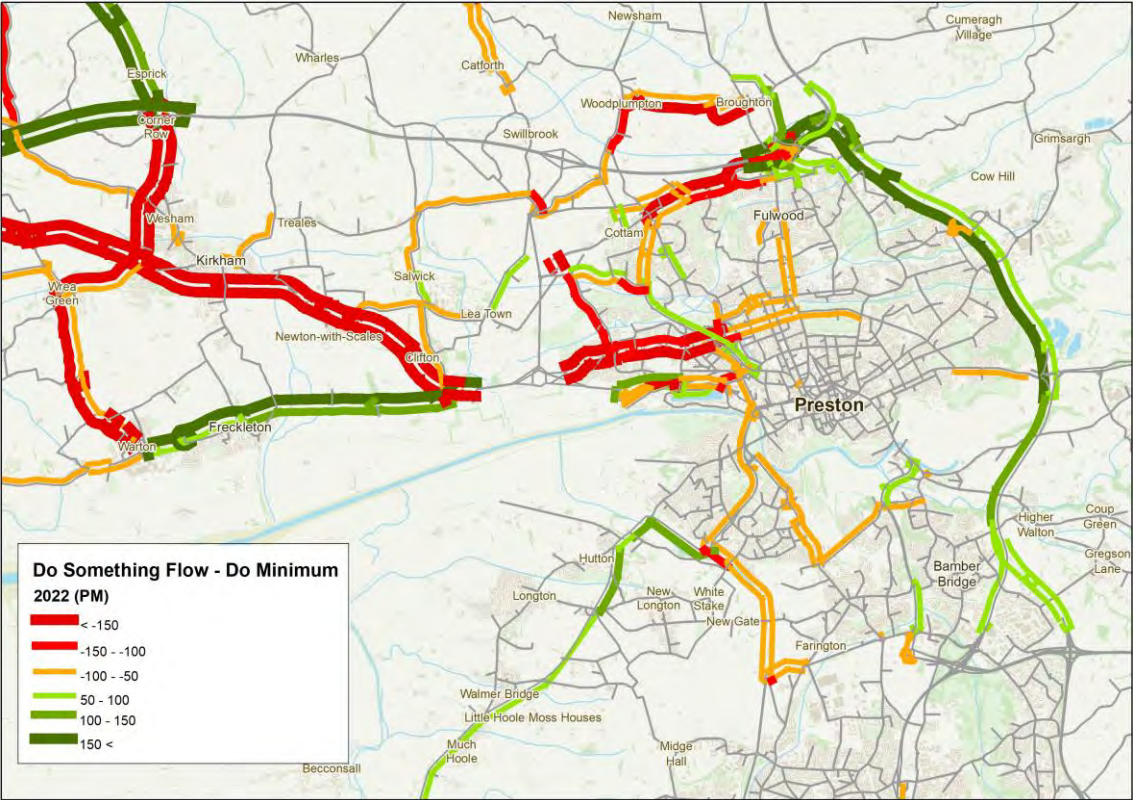 Newsham
Cumeragh
Village
Wharles
Catforth
Esprick
Woodplumpton
Broughton
Corner
Row
Swillbrook
Grimsargh
Cow Hill
Wesham
Treales
Fulwood
Cottam
Kirkham
Salwick
Wrea
Green
Lea Town
Newton-with-Scales
Clifton
Preston
Freckleton
Warton
Higher
Walton
Coup
Green
Gregson
Lane
Hutton
Bamber
Bridge
Longton
New
Longton
White
Stake
New Gate
Farington
Walmer Bridge
Little Hoole Moss Houses
Much
Hoole
Midge
Hall
Becconsall
Do Something Flow - Do Minimum
2022 (PM)
< -150
-150 - -100
-100 - -50
50 - 100
100 - 150
150 <